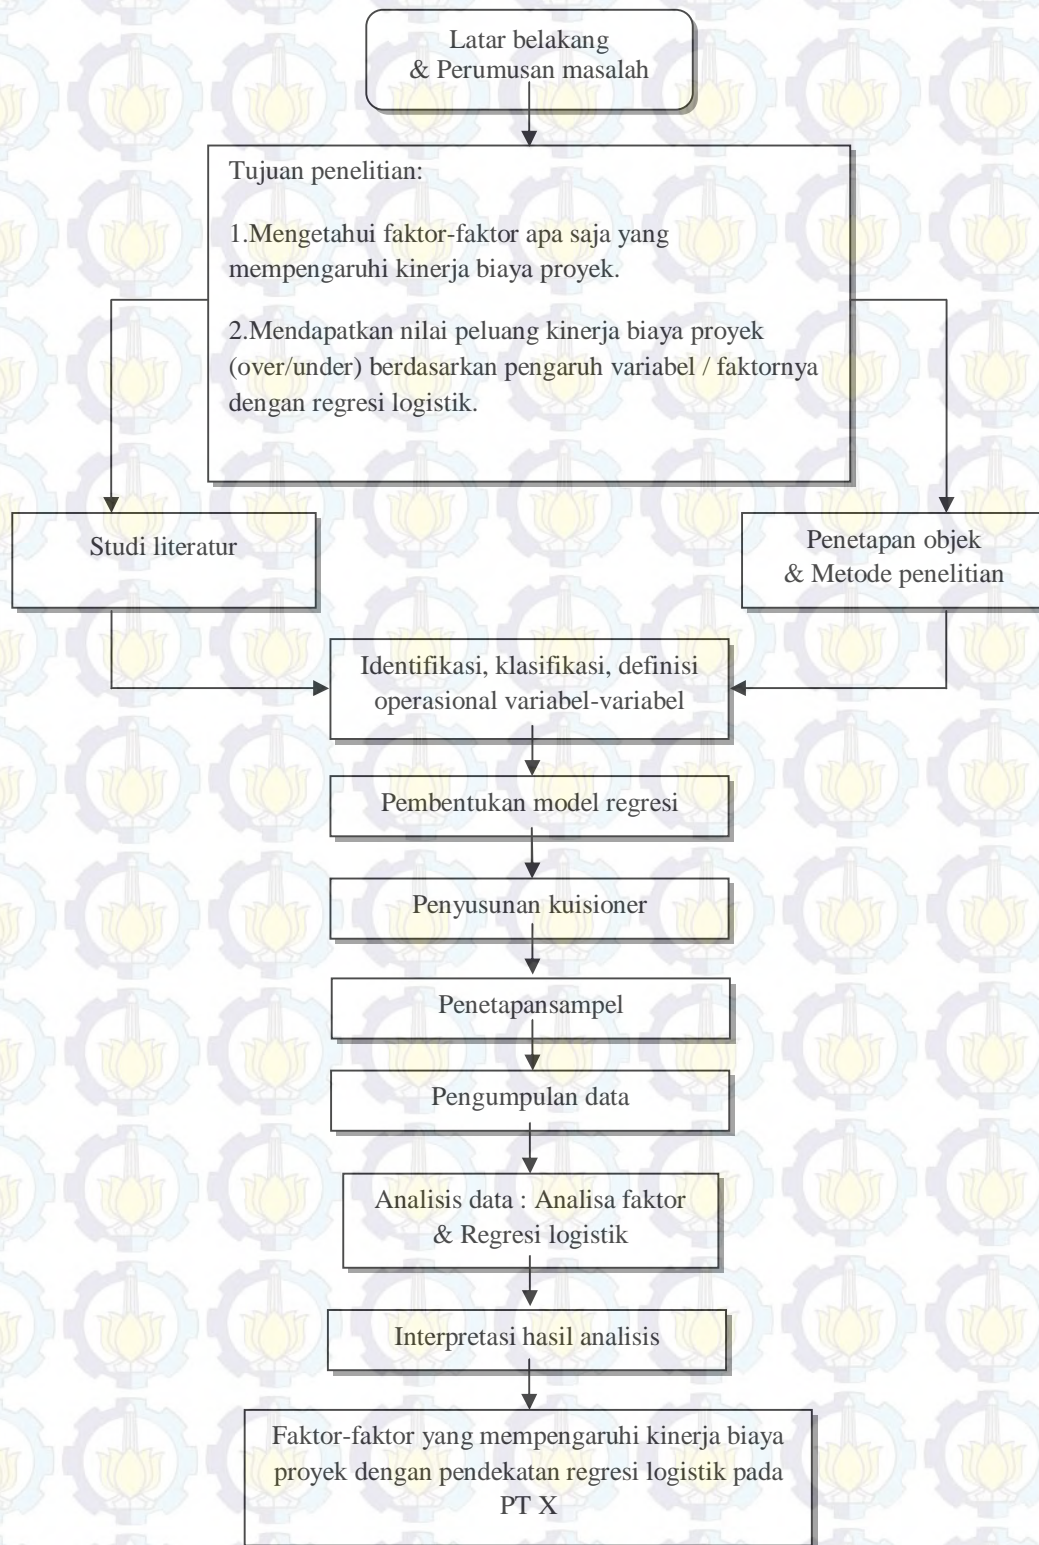 Latar belakang
& Perumusan masalah
Tujuan penelitian:
1.Mengetahui faktor-faktor apa saja yang
mempengaruhi kinerja biaya proyek.
2.Mendapatkan nilai peluang kinerja biaya proyek
(over/under) berdasarkan pengaruh variabel / faktornya
dengan regresi logistik.
Studi literatur
Penetapan objek
& Metode penelitian
Identifikasi, klasifikasi, definisi
operasional variabel-variabel
Pembentukan model regresi
Penyusunan kuisioner
Penetapansampel
Pengumpulan data
Analisis data : Analisa faktor
& Regresi logistik
Interpretasi hasil analisis
Faktor-faktor yang mempengaruhi kinerja biaya
proyek dengan pendekatan regresi logistik pada
PT X